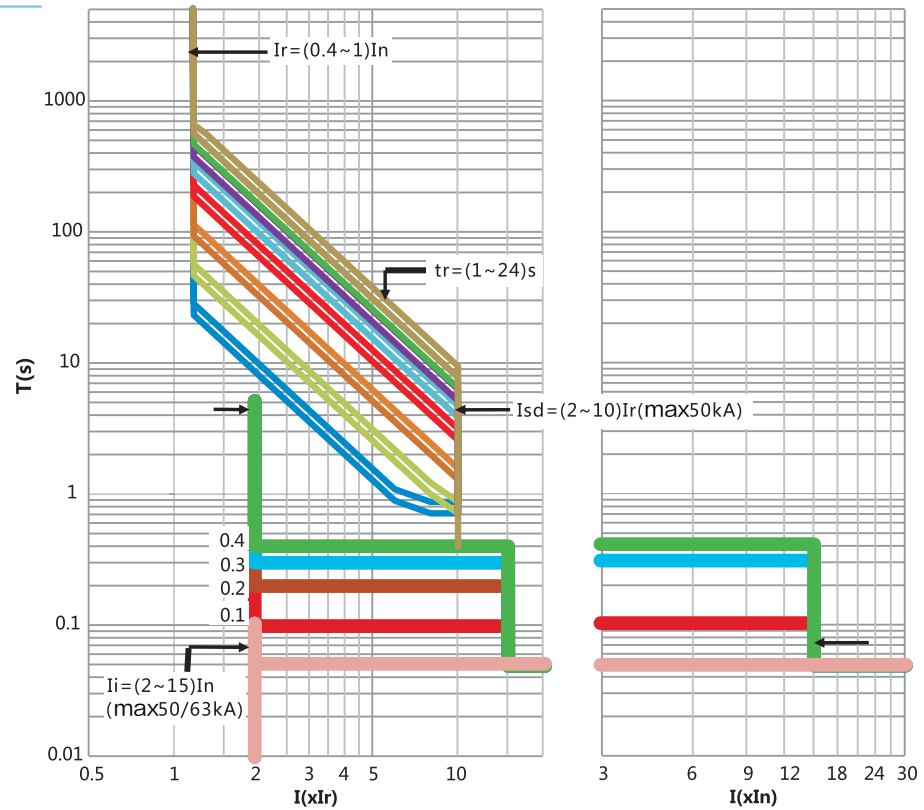 Ir=(0.4~1)In
1000
100
tr=(1~24)s
10
T(s)
Isd=(2~10)Ir(max50kA)
1
0.4
0.3
0.2
0.1
0.1
Ii=(2~15)In
(max50/63kA)
0.01
0.5 1 2 3 4 5 10
I(xIr)
3 6 9 12 18 24 30
I(xIn)